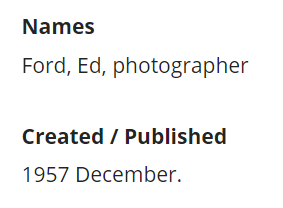 Names
Ford, Ed, photographer
Created / Published
1957 December.